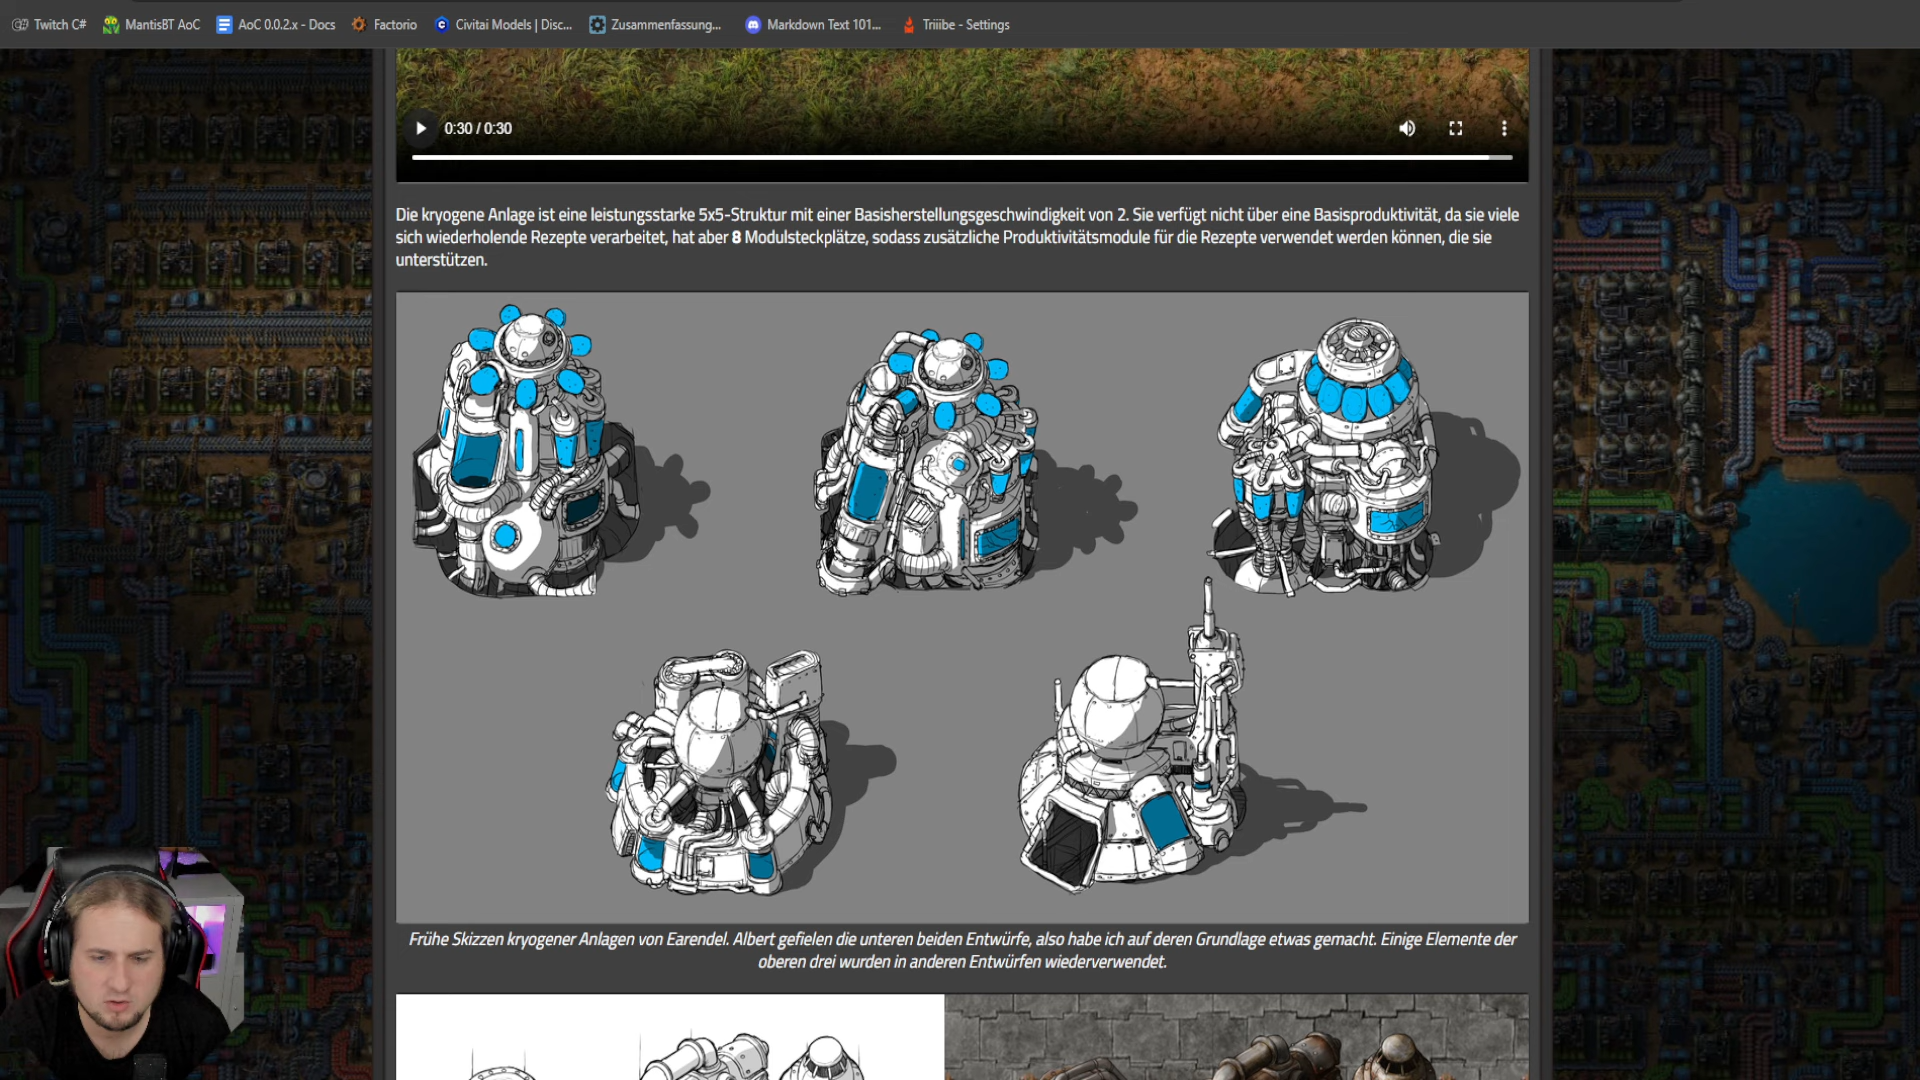 Twitch C# MantisBT AoC AoC 0.0.2.x - Docs Factorio Civitai Models | Disc... Zusammenfassung... Markdown Text 101... Triiibe - Settings
0:30 / 0:30
Die kryogene Anlage ist eine leistungsstarke 5x5-Struktur mit einer Basisherstellungsgeschwindigkeit von 2. Sie verfügt nicht über eine Basisproduktivität, da sie viele
sich wiederholende Rezepte verarbeitet, hat aber 8 Modulsteckplätze, sodass zusätzliche Produktivitätsmodule für die Rezepte verwendet werden können, die sie
unterstützen.
Frühe Skizzen kryogener Anlagen von Earendel. Albert gefielen die unteren beiden Entwürfe, also habe ich auf deren Grundlage etwas gemacht. Einige Elemente der
oberen drei wurden in anderen Entwürfen wiederverwendet.